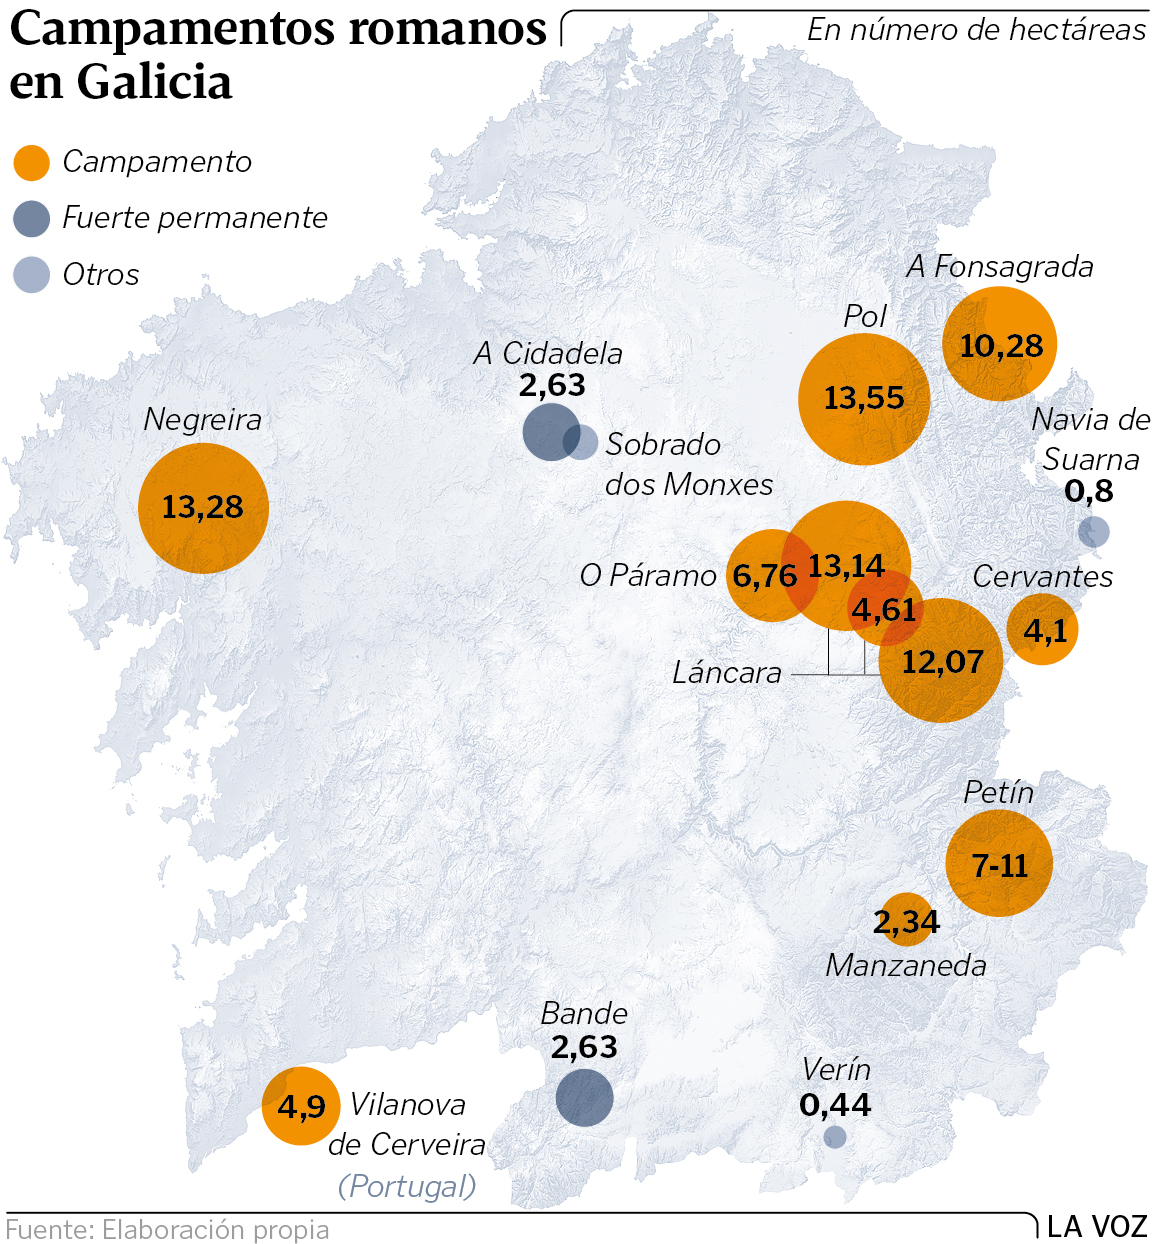 Campamentos romanos
en Galicia
En número de hectáreas
Campamento
Fuerte permanente
Otros
A Fonsagrada
10,28
Pol
13,55
A Cidadela
2,63
Negreira
13,28
Sobrado
dos Monxes
Navia de
Suarna
0,8
O Páramo
6,76
13,14
4,61
12,07
Láncara
Cervantes
4,1
Petín
7-11
2,34
Manzaneda
Bande
2,63
Verín
0,44
4,9
Vilanova
de Cerveira
(Portugal)
Fuente: Elaboración propia
LA VOZ